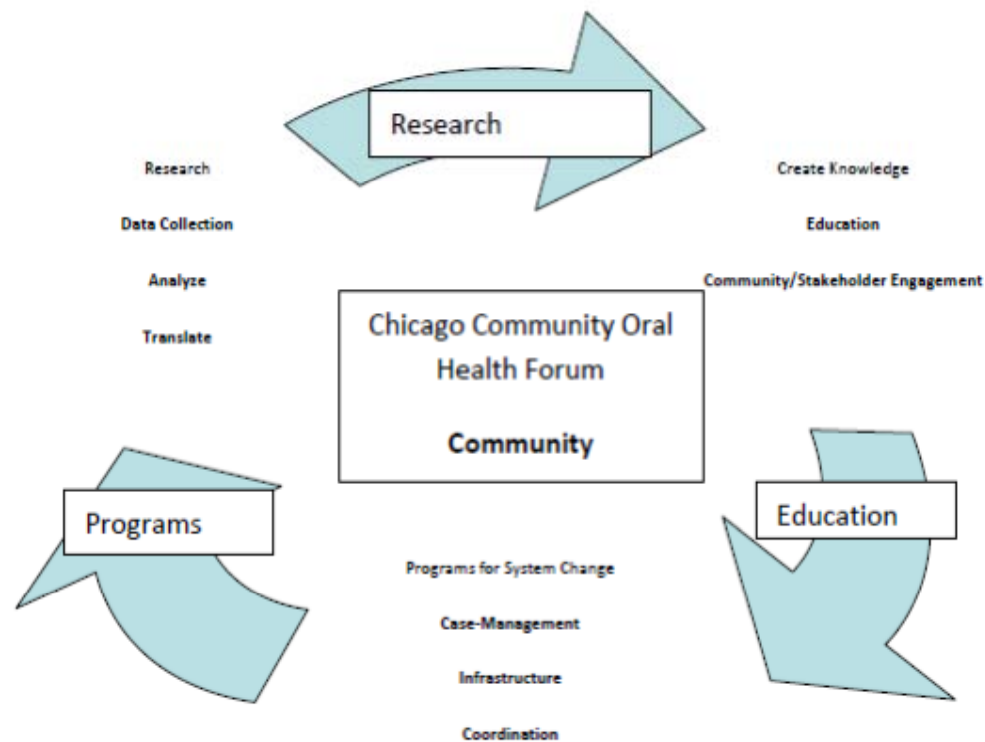 Research
Research
Data Collection
Analyze
Translate
Create Knowledge
Education
Community/Stakeholder Engagement
Chicago Community Oral
Health Forum
Community
Programs
Education
Programs for System Change
Case-Management
Infrastructure
Coordination